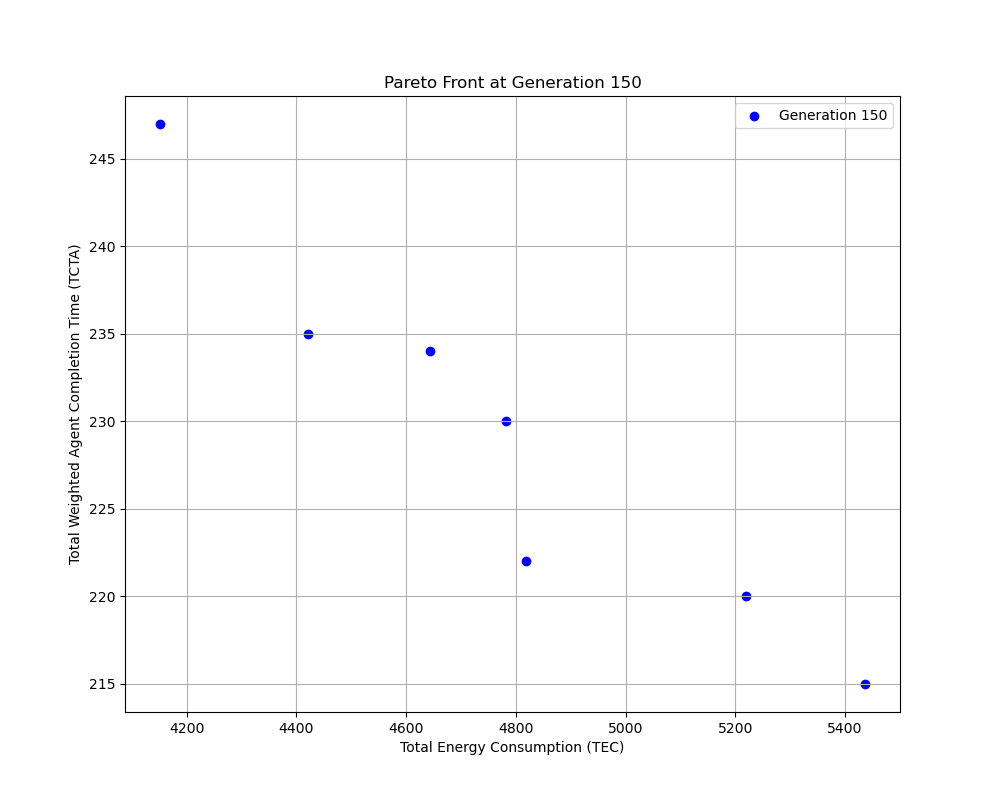 Pareto Front at Generation 150
Generation 150
Total Weighted Agent Completion Time (TCTA)
245
240
235
230
225
220
215
4200 4400 4600 4800 5000 5200 5400
Total Energy Consumption (TEC)